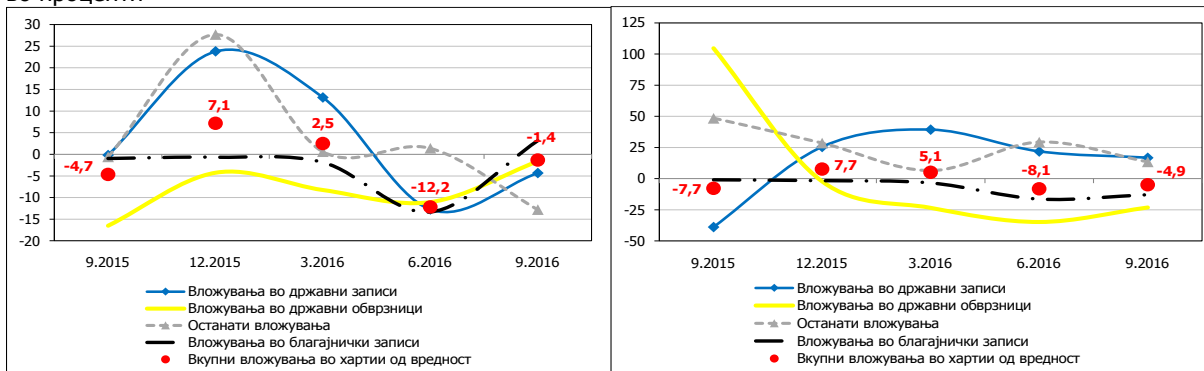 во проценти
30
25
20
15
10
5
0
-5
-10
-15
-20
-4,7
7,1
2,5
-12,2
-1,4
9.2015 12.2015 3.2016 6.2016 9.2016
Вложувања во државни записи
Вложувања во државни обврзници
Останати вложувања
Вложувања во благајнички записи
Вкупни вложувања во хартии од вредност
125
100
75
50
25
0
-25
-50
-7,7
7,7
5,1
-8,1
-4,9
9.2015 12.2015 3.2016 6.2016 9.2016
Вложувања во државни записи
Вложувања во државни обврзници
Останати вложувања
Вложувања во благајнички записи
Вкупни вложувања во хартии од вредност